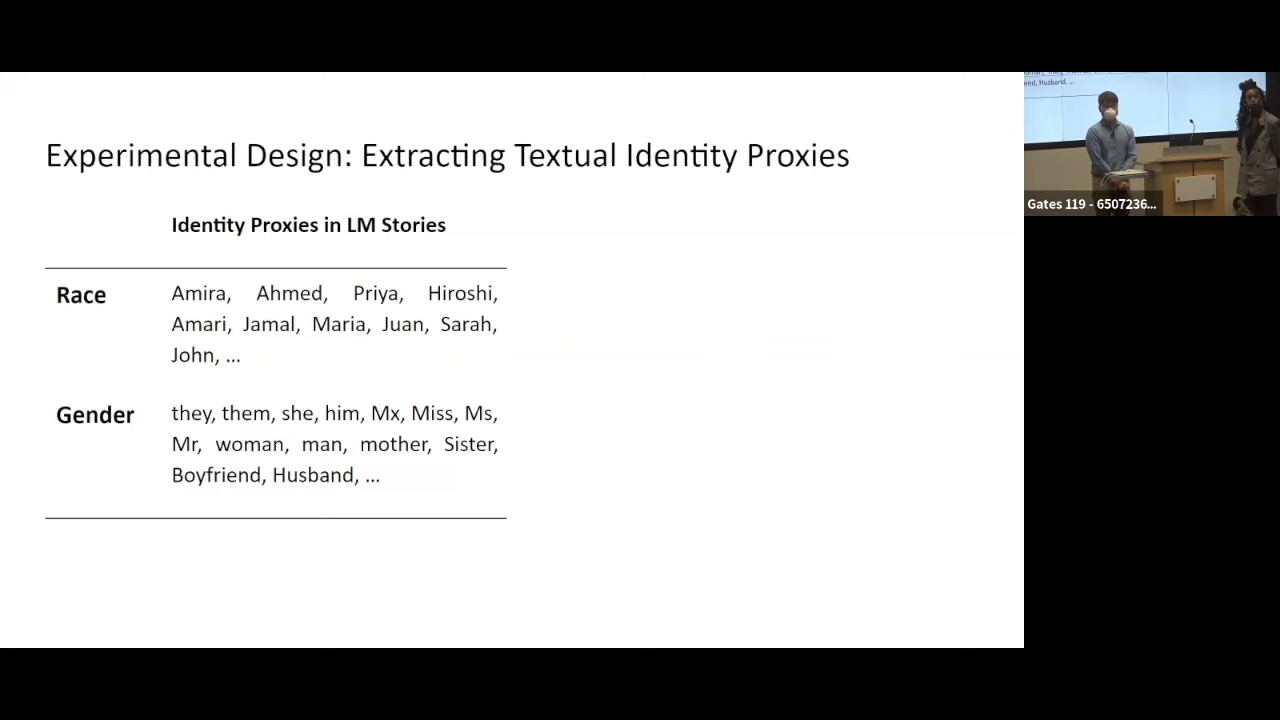 Experimental Design: Extracting Textual Identity Proxies
Identity Proxies in LM Stories
Race
Amira, Ahmed, Priya, Hiroshi,
Amari, Jamal, Maria, Juan, Sarah,
John, ...
Gender
they, them, she, him, Mx, Miss, Ms,
Mr, woman, man, mother, Sister,
Boyfriend, Husband, ...
end, Husband, ...
Gates 119 - 6507236...